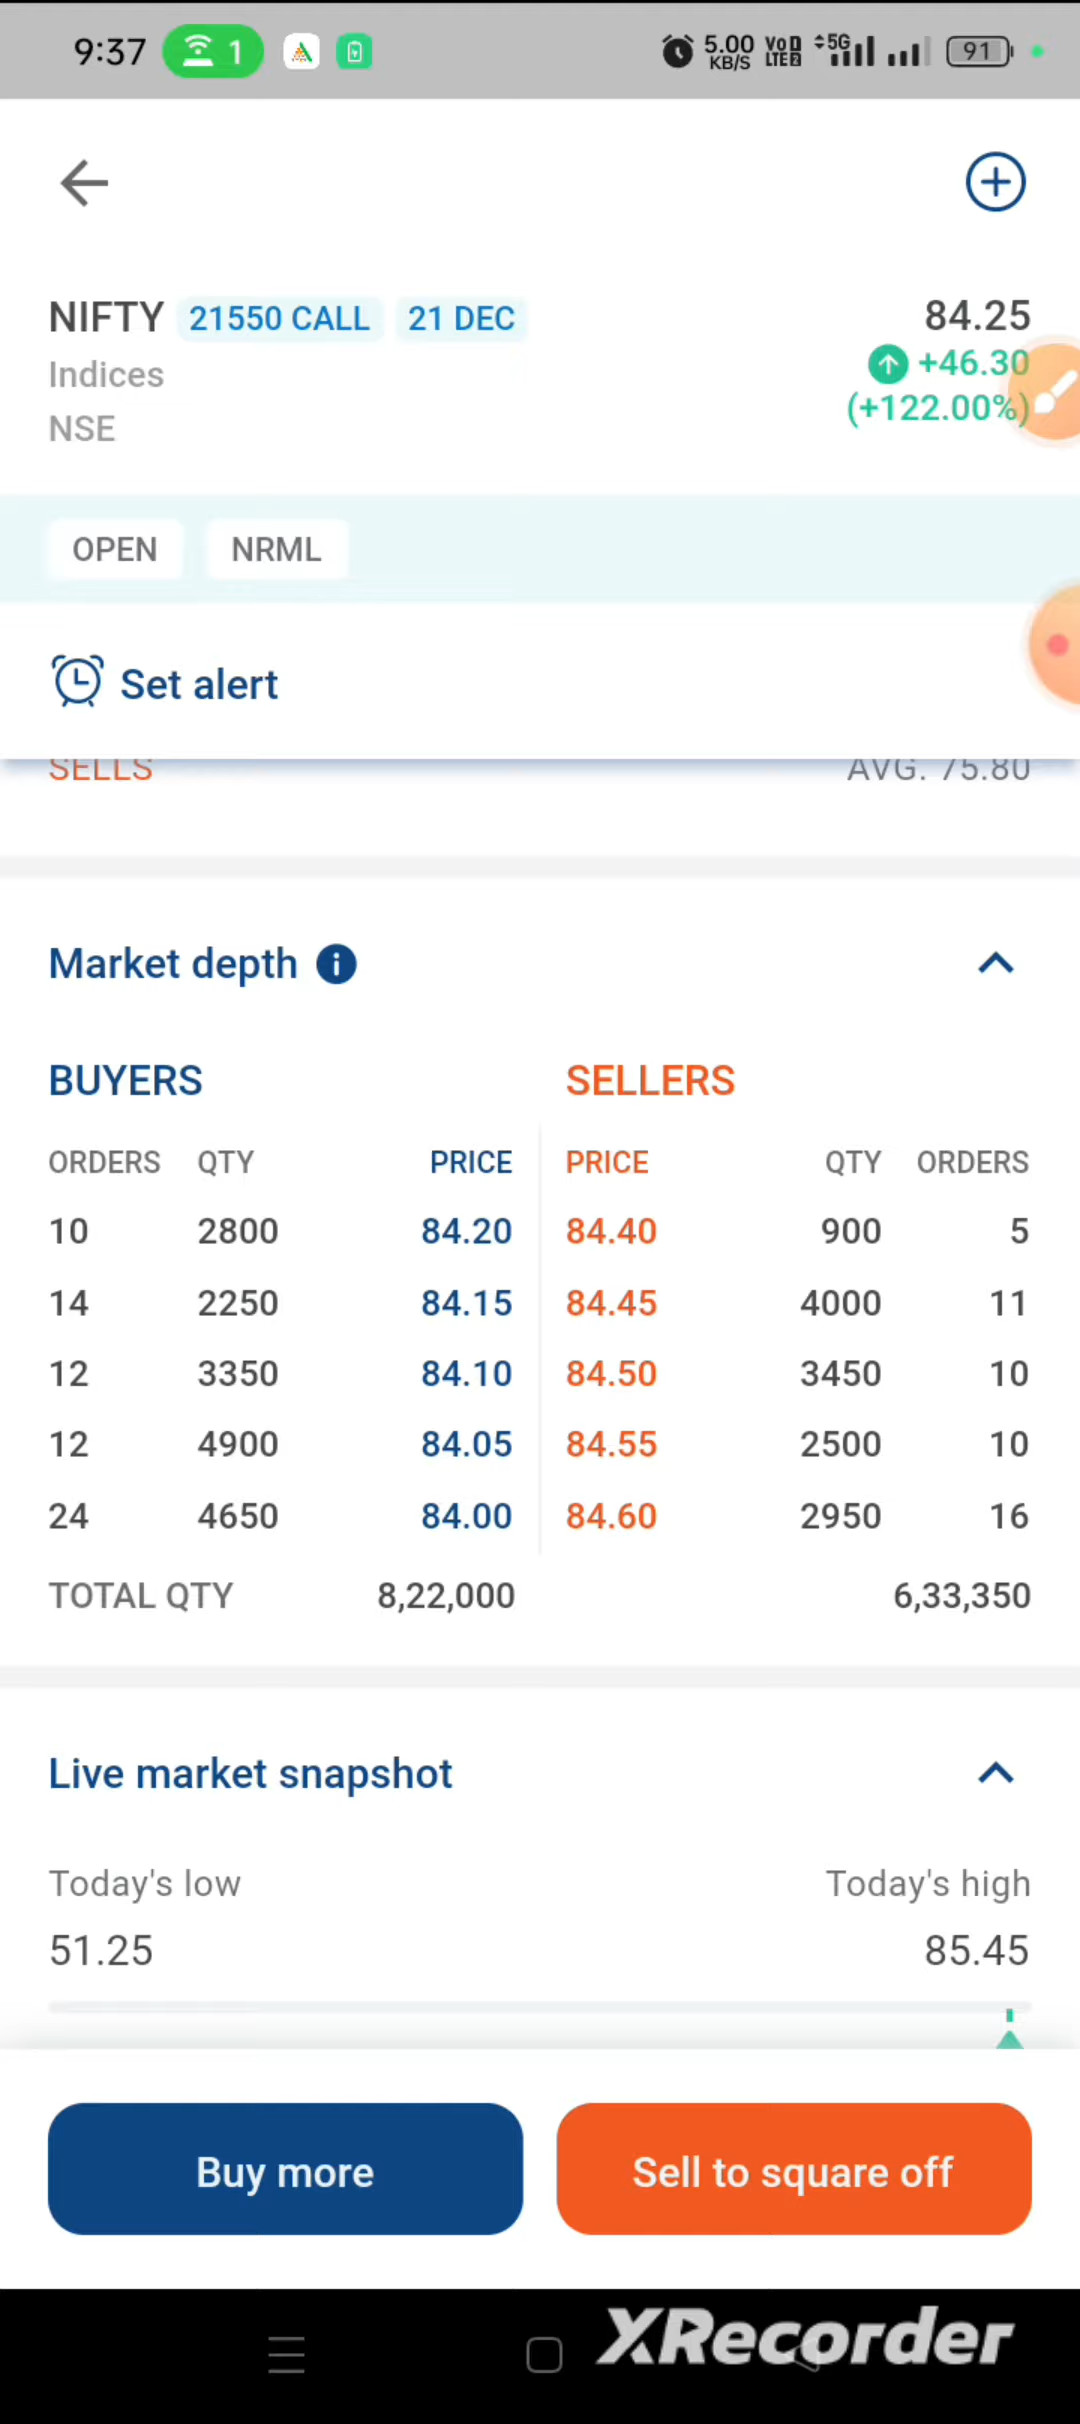 9:37 1 5.00 KB/S VoD LTE2 5G 91
NIFTY 21550 CALL 21 DEC 84.25
Indices +46.30
NSE (+122.00%)
OPEN NRML
Set alert
SELLS AVG. 75.80
Market depth
BUYERS SELLERS
ORDERS QTY PRICE PRICE QTY ORDERS
10 2800 84.20 84.40 900 5
14 2250 84.15 84.45 4000 11
12 3350 84.10 84.50 3450 10
12 4900 84.05 84.55 2500 10
24 4650 84.00 84.60 2950 16
TOTAL QTY 8,22,000 6,33,350
Live market snapshot
Today's low Today's high
51.25 85.45
Buy more Sell to square off
XRecorder